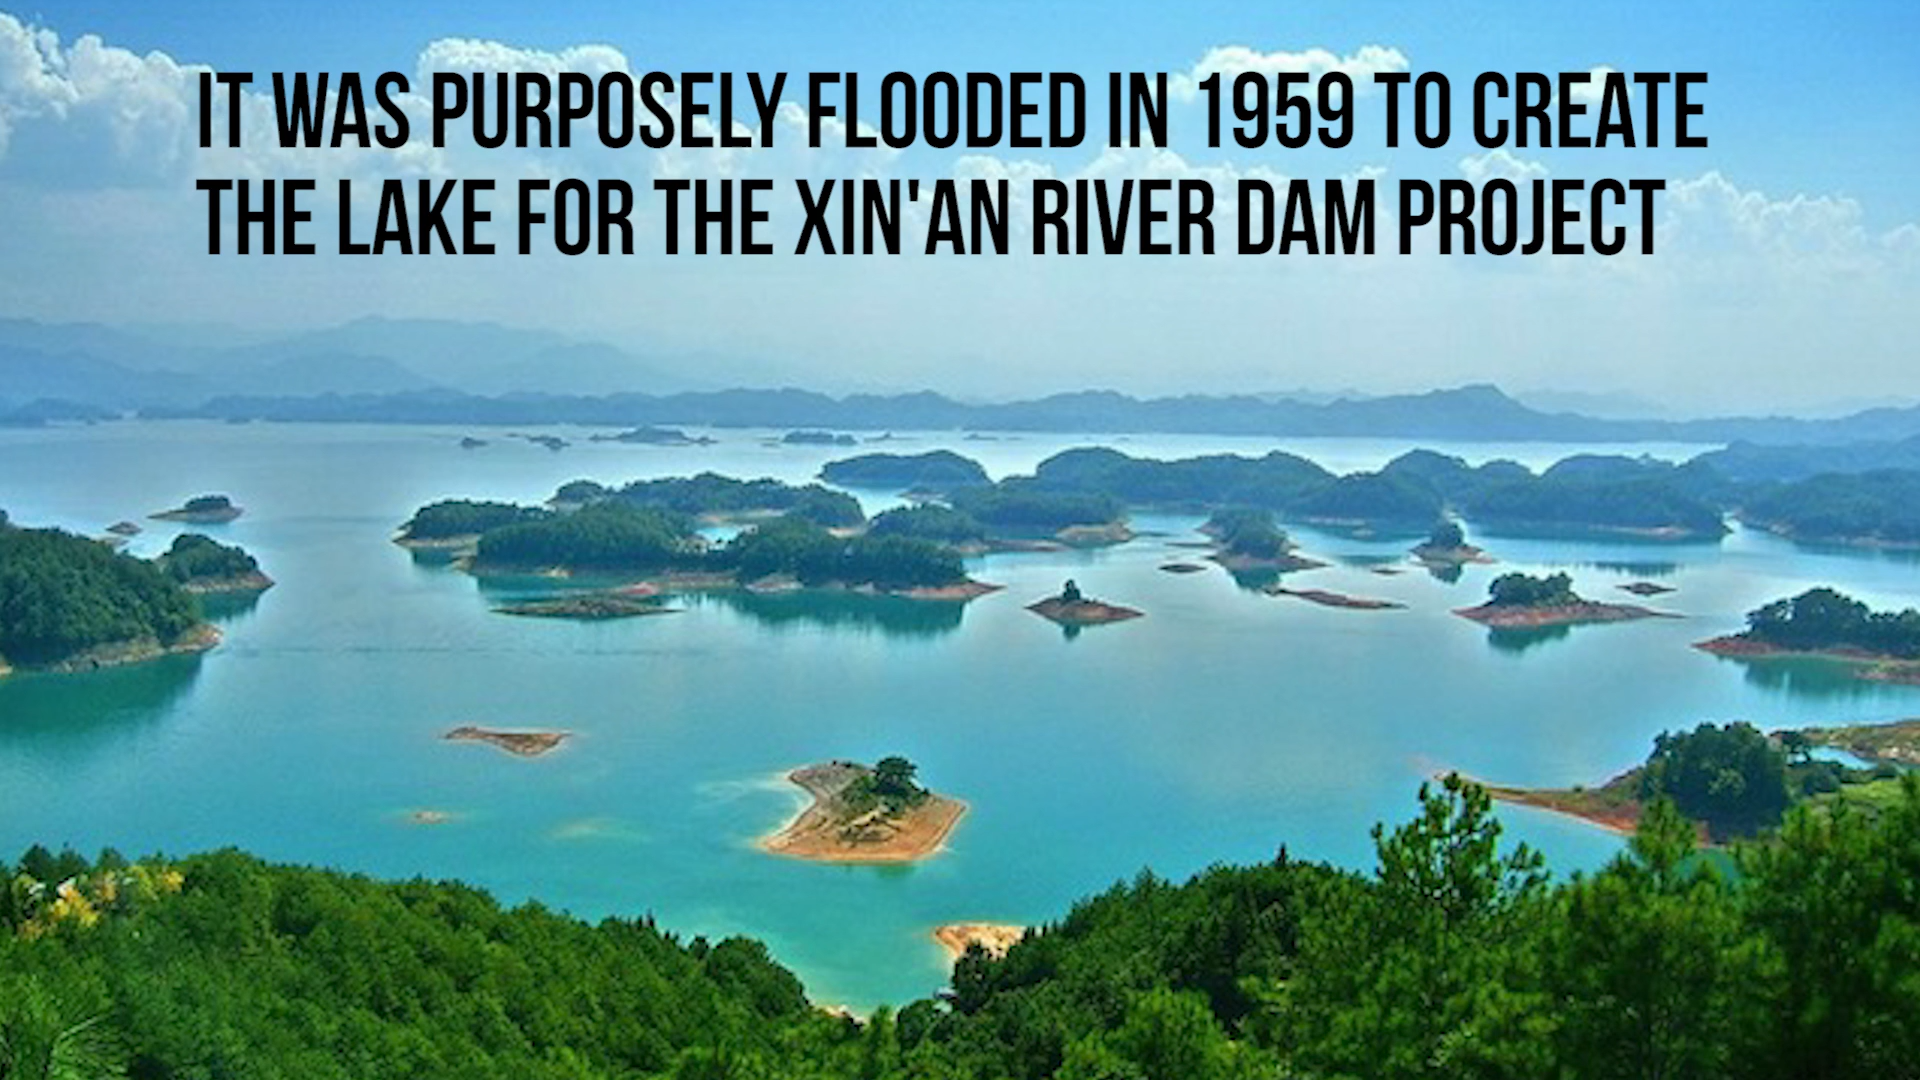 IT WAS PURPOSELY FLOODED IN 1959 TO CREATE
THE LAKE FOR THE XIN'AN RIVER DAM PROJECT